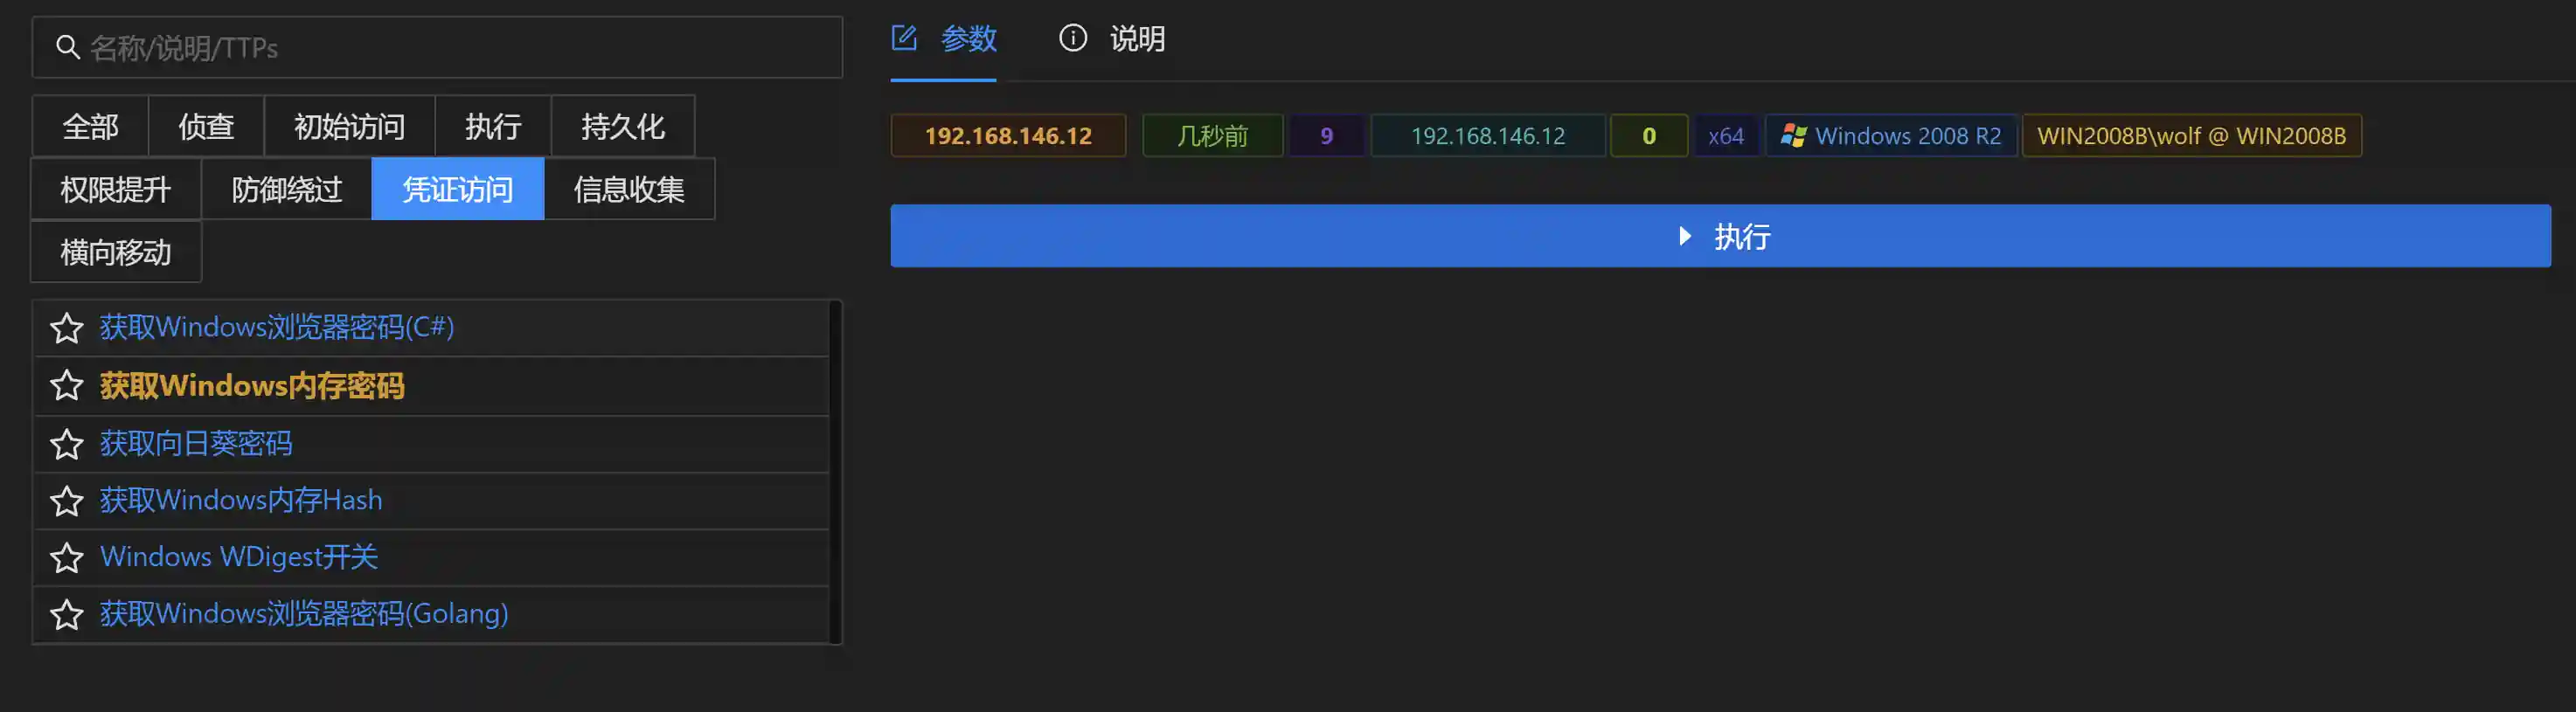 名称/说明/TTPs
全部 侦查 初始访问 执行 持久化
权限提升 防御绕过 凭证访问 信息收集
横向移动
获取Windows浏览器密码(C#)
获取Windows内存密码
获取向日葵密码
获取Windows内存Hash
Windows WDigest开关
获取Windows浏览器密码(Golang)
参数 说明
192.168.146.12 几秒前 9 192.168.146.12 0 x64 Windows 2008 R2 WIN2008B\wolf @ WIN2008B
执行